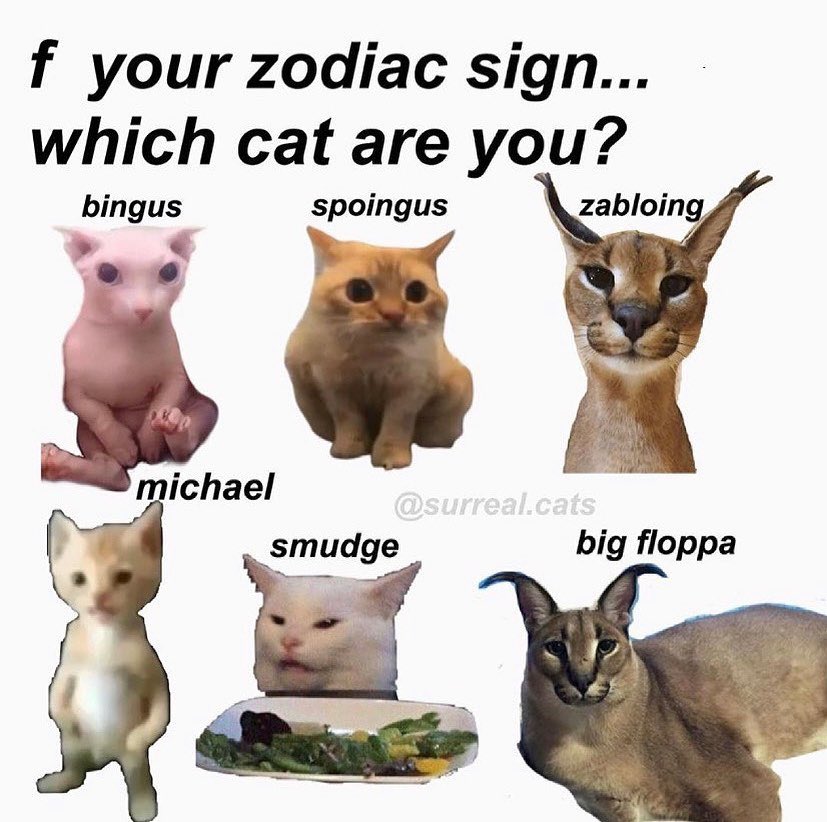 f your zodiac sign...
which cat are you?
bingus
spoingus
zabloing
michael
@surreal.cats
smudge
big floppa